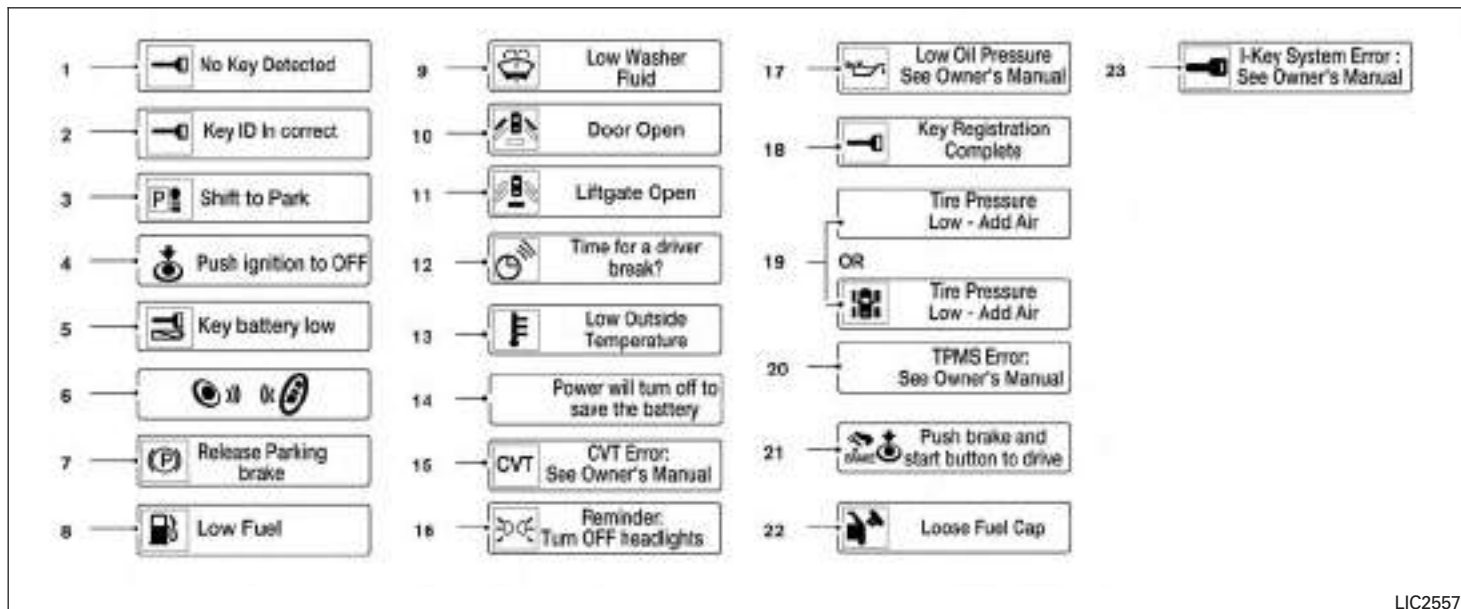 1
No Key Detected
2
Key ID In correct
3
P
Shift to Park
4
Push ignition to OFF
5
Key battery low
6
7
(P)
Release Parking
brake
8
Low Fuel
9
Low Washer
Fluid
10
Door Open
11
Liftgate Open
12
Time for a driver
break?
13
Low Outside
Temperature
14
Power will turn off to
save the battery
15
CVT
CVT Error:
See Owner's Manual
16
Reminder:
Turn OFF headlights
17
Low Oil Pressure
See Owner's Manual
18
Key Registration
Complete
19
Tire Pressure
Low - Add Air
OR
Tire Pressure
Low - Add Air
20
TPMS Error:
See Owner's Manual
21
BRAKE
Push brake and
start button to drive
22
Loose Fuel Cap
23
I-Key System Error :
See Owner's Manual
LIC2557